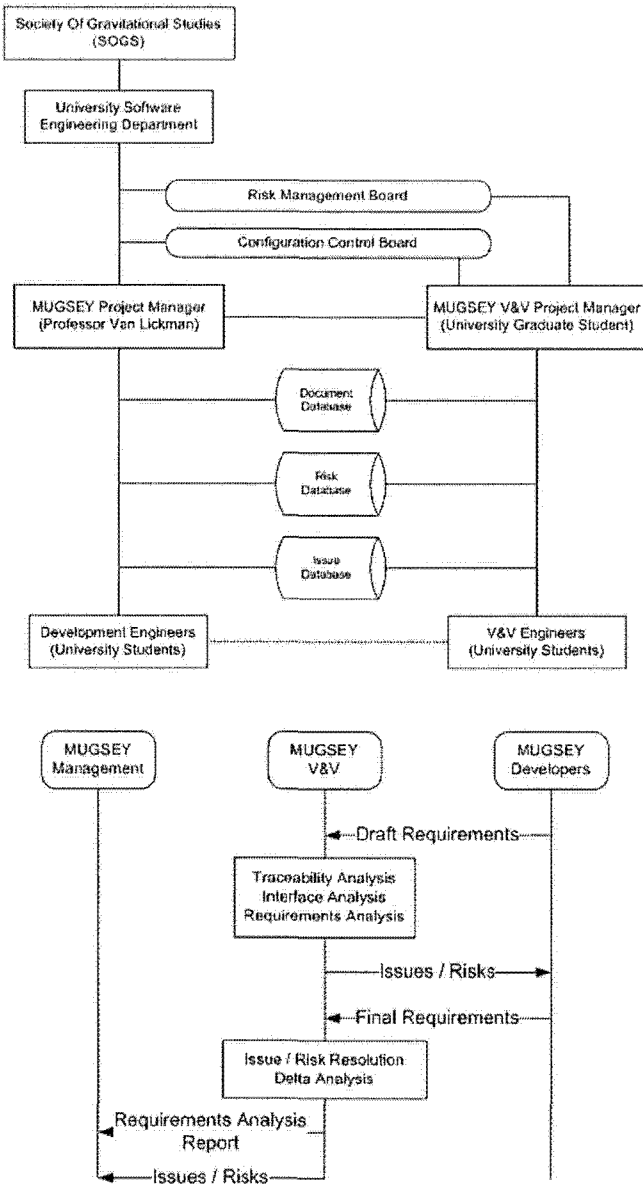 Society Of Gravitational Studies
(SOGS)
University Software
Engineering Department
Risk Management Board
Configuration Control Board
MUGSEY Project Manager
(Professor Van Lickman)
MUGSEY V&V Project Manager
(University Graduate Student)
Document
Database
Risk
Database
Issue
Database
Development Engineers
(University Students)
V&V Engineers
(University Students)
MUGSEY
Management
MUGSEY
V&V
MUGSEY
Developers
Draft Requirements
Traceability Analysis
Interface Analysis
Requirements Analysis
Issues / Risks
Final Requirements
Issue / Risk Resolution
Delta Analysis
Requirements Analysis
Report
Issues / Risks